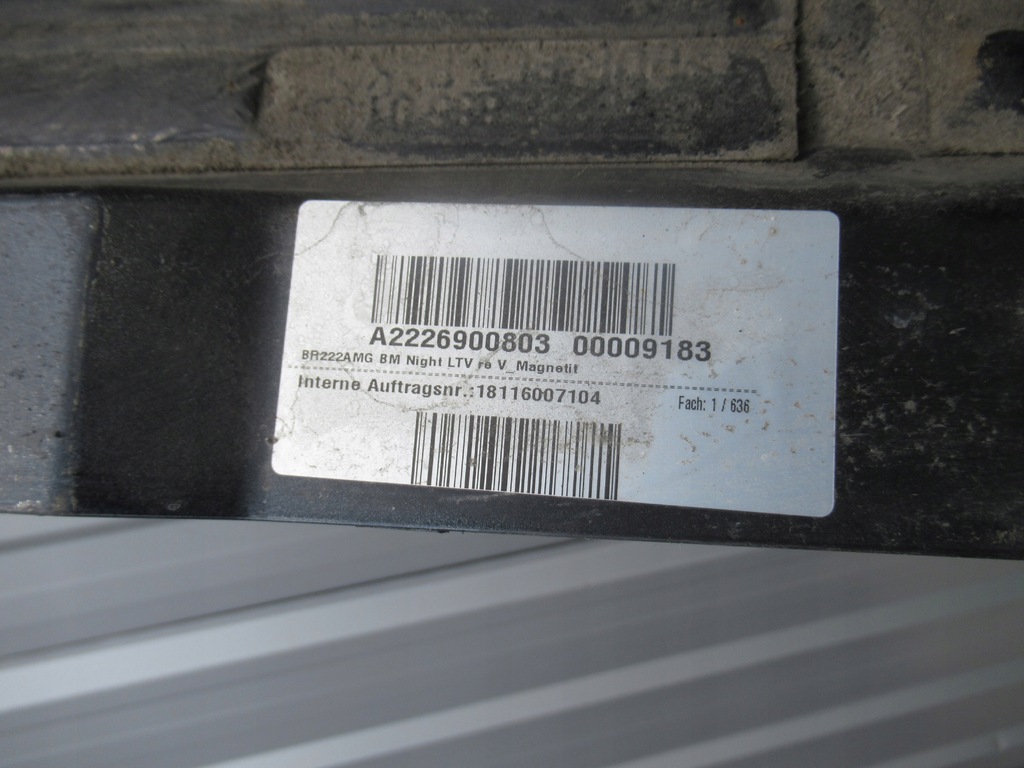 A2226900803 00009183
BR222AMG BM Night LTV re V_Magnetit
Interne Auftragsnr.:18116007104
Fach: 1 / 636